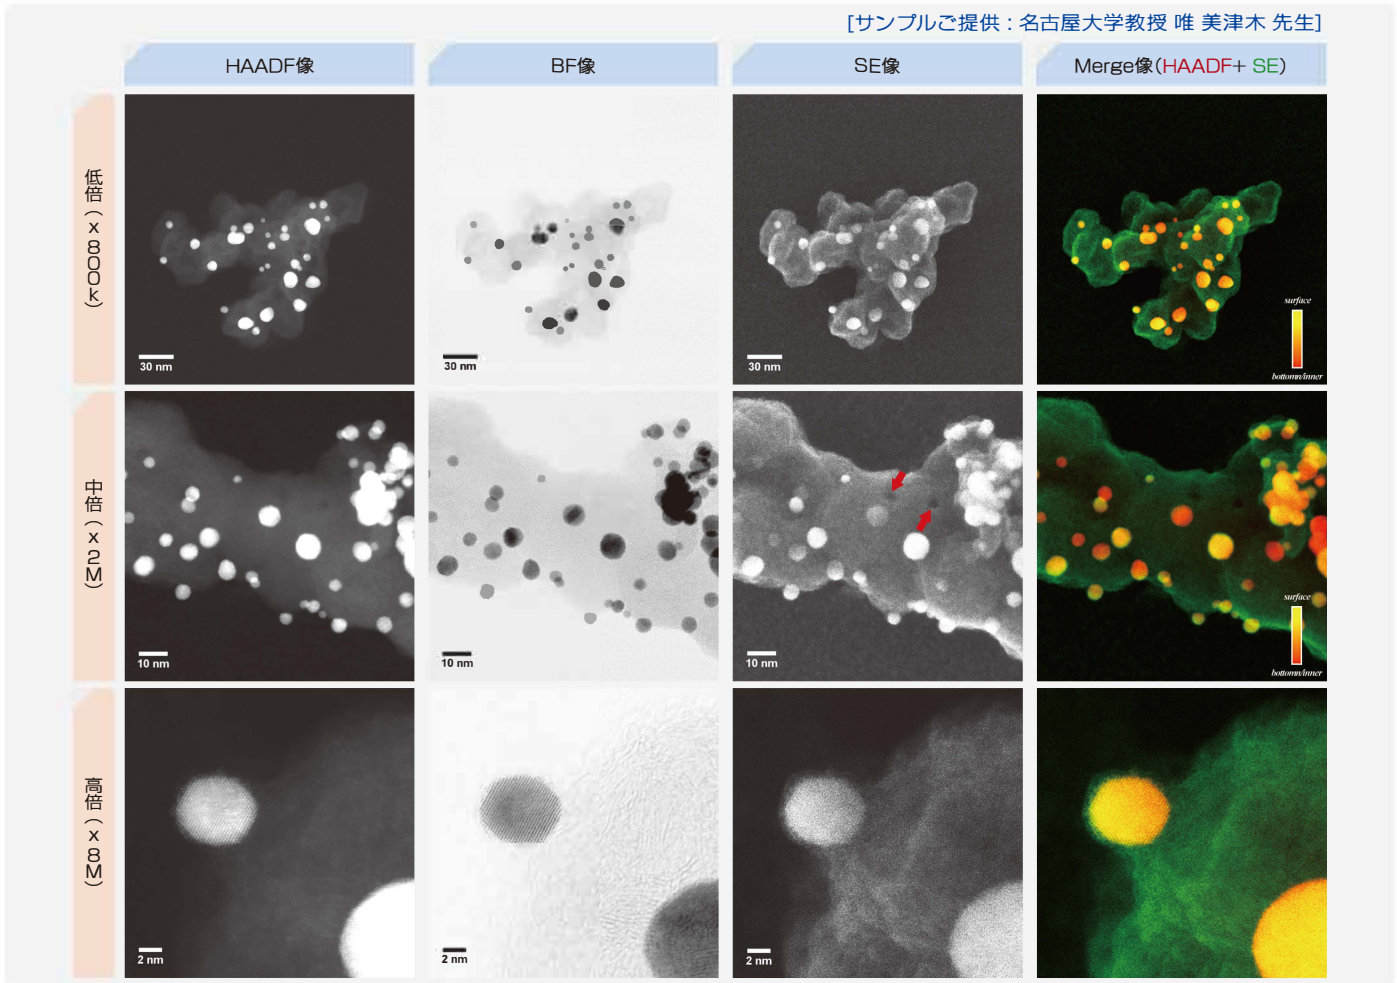 [サンプルご提供：名古屋大学教授 唯 美津木 先生]
HAADF像
BF像
SE像
Merge像(HAADF+ SE)
低倍(x800k)
30 nm
30 nm
30 nm
surface
bottomn/inner
中倍(x2M)
10 nm
10 nm
10 nm
surface
bottomn/inner
高倍(x8M)
2 nm
2 nm
2 nm